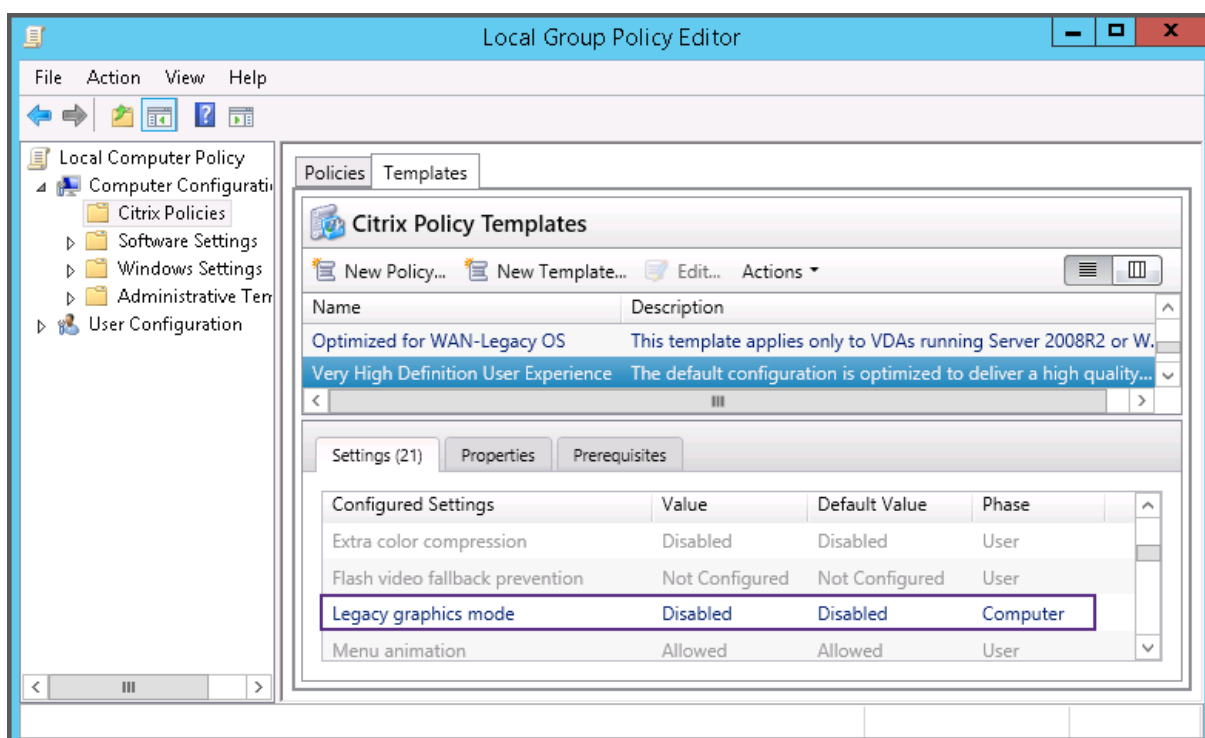 Local Group Policy Editor
File Action View Help
Local Computer Policy
Computer Configurati
Citrix Policies
Software Settings
Windows Settings
Administrative Tem
User Configuration
Policies Templates
Citrix Policy Templates
New Policy... New Template... Edit... Actions
Name Description
Optimized for WAN-Legacy OS This template applies only to VDAs running Server 2008R2 or W.
Very High Definition User Experience The default configuration is optimized to deliver a high quality...
Settings (21) Properties Prerequisites
Configured Settings Value Default Value Phase
Extra color compression Disabled Disabled User
Flash video fallback prevention Not Configured Not Configured User
Legacy graphics mode Disabled Disabled Computer
Menu animation Allowed Allowed User